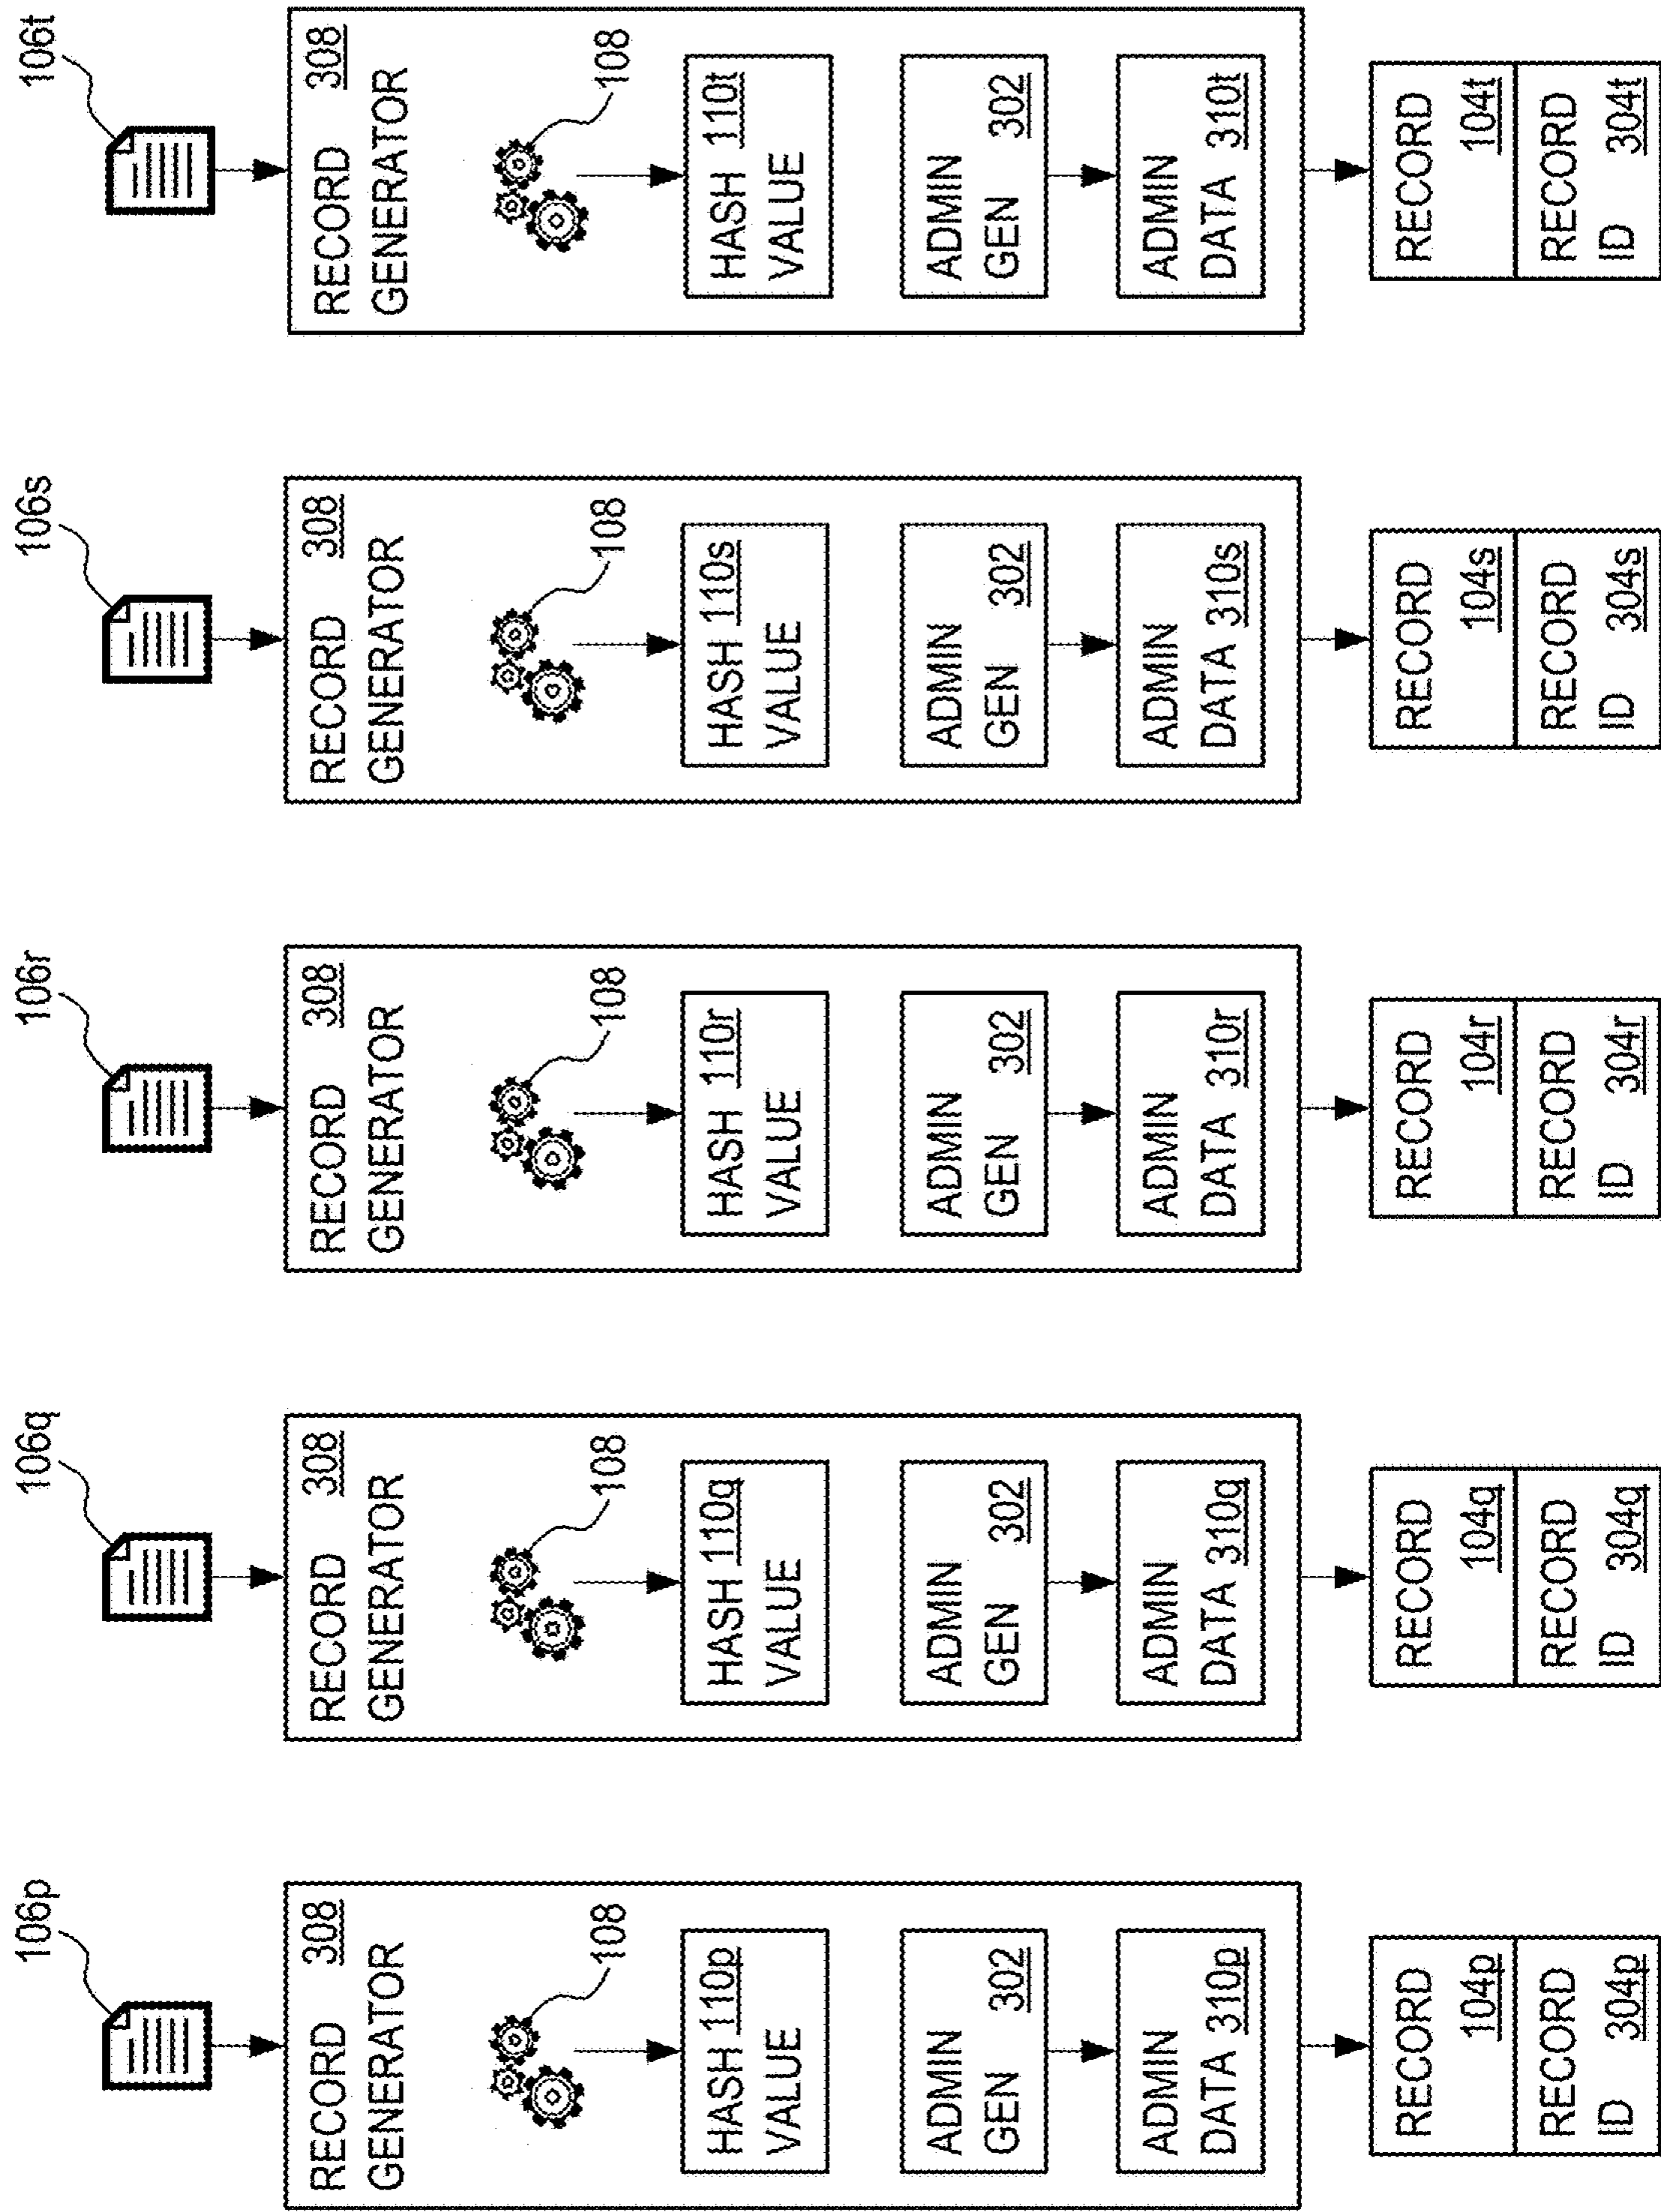 106p
RECORD 308
GENERATOR
108
HASH 110p
VALUE
ADMIN
GEN 302
ADMIN
DATA 310p
RECORD
104p
RECORD
ID 304p
106q
RECORD 308
GENERATOR
108
HASH 110q
VALUE
ADMIN
GEN 302
ADMIN
DATA 310q
RECORD
104q
RECORD
ID 304q
106r
RECORD 308
GENERATOR
108
HASH 110r
VALUE
ADMIN
GEN 302
ADMIN
DATA 310r
RECORD
104r
RECORD
ID 304r
106s
RECORD 308
GENERATOR
108
HASH 110s
VALUE
ADMIN
GEN 302
ADMIN
DATA 310s
RECORD
104s
RECORD
ID 304s
106t
RECORD 308
GENERATOR
108
HASH 110t
VALUE
ADMIN
GEN 302
ADMIN
DATA 310t
RECORD
104t
RECORD
ID 304t